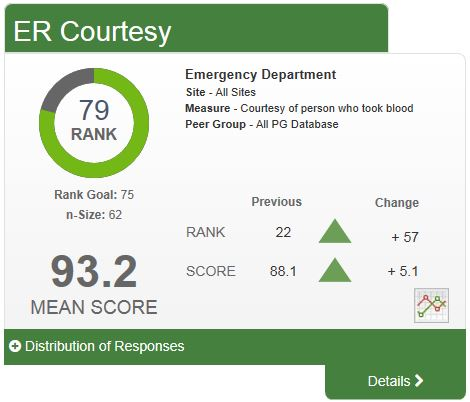 ER Courtesy
79
RANK
Rank Goal: 75
n-Size: 62
93.2
MEAN SCORE
Emergency Department
Site - All Sites
Measure - Courtesy of person who took blood
Peer Group - All PG Database
Previous Change
RANK 22 + 57
SCORE 88.1 + 5.1
Distribution of Responses
Details